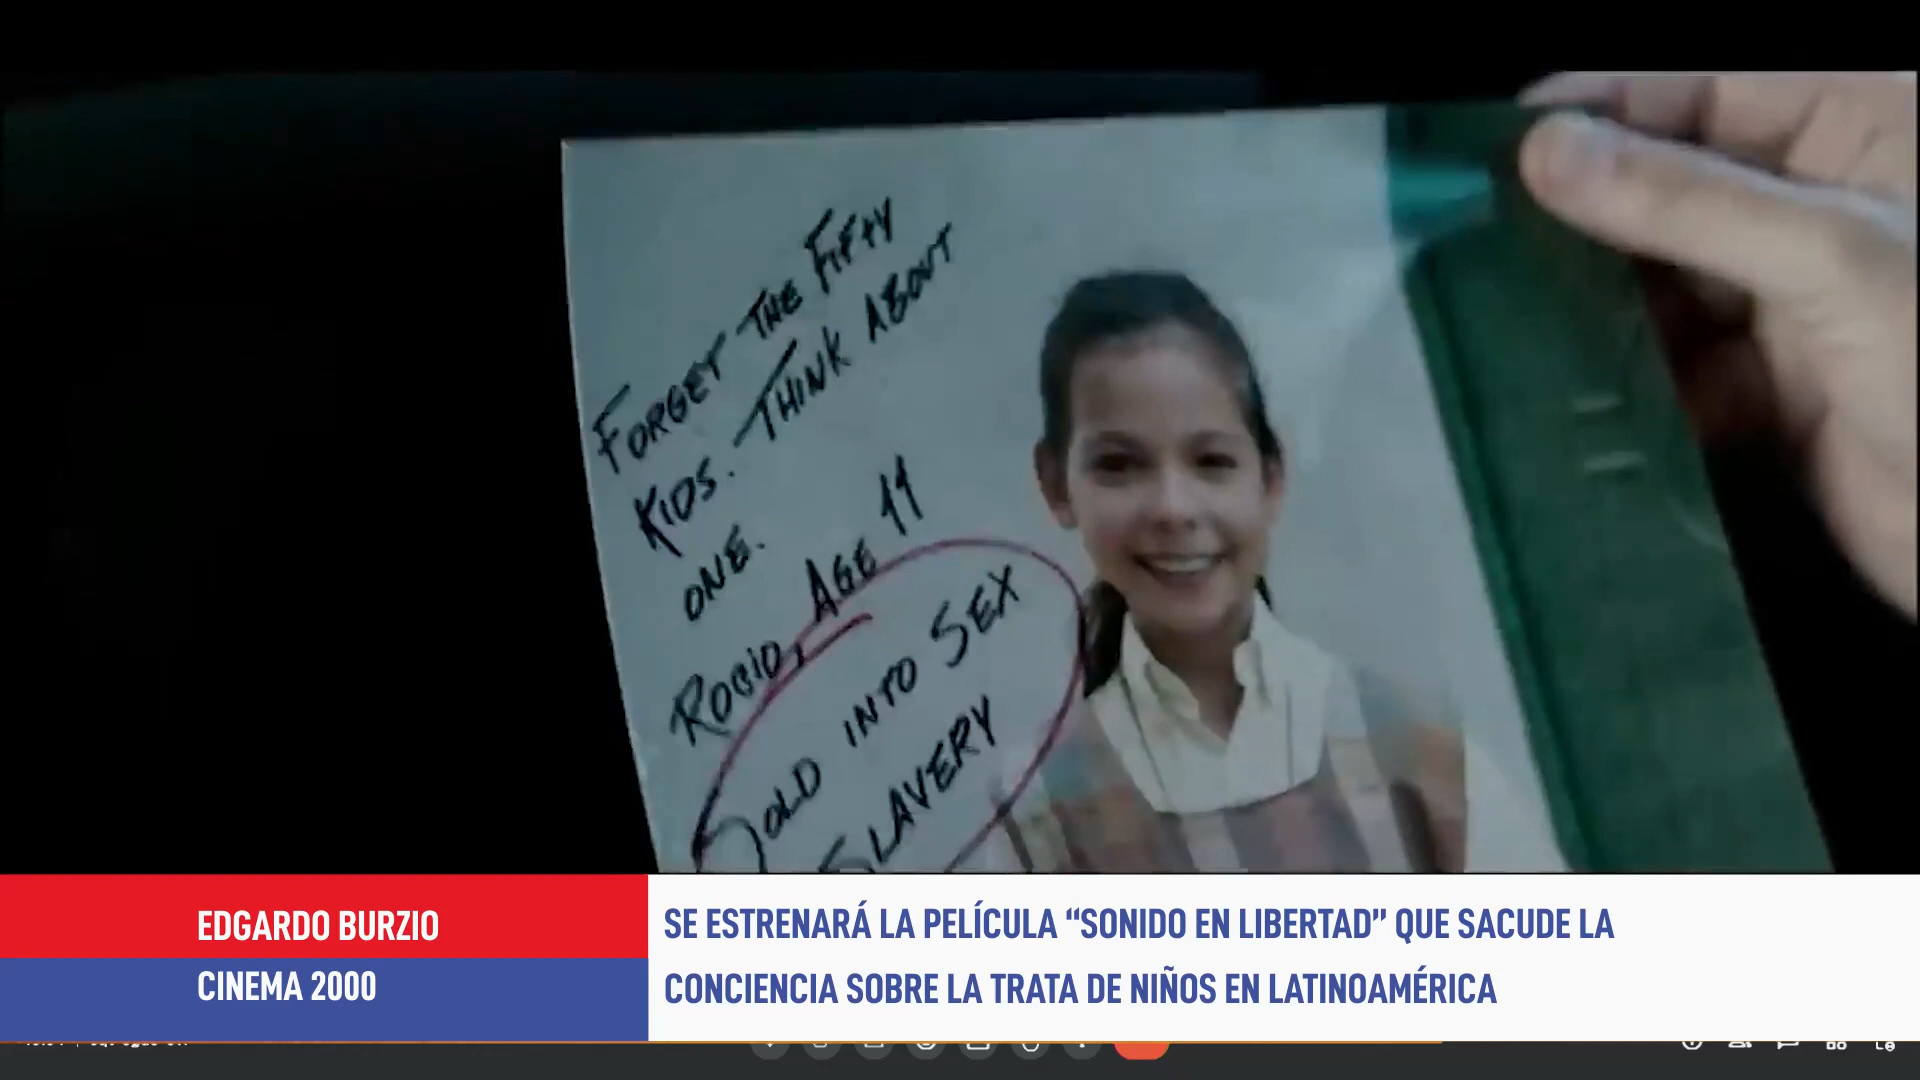 FORGET THE FIFTY
KIDS. THINK ABOUT
ONE.
ROCIO, AGE 11
SOLD INTO SEX
SLAVERY
EDGARDO BURZIO
CINEMA 2000
SE ESTRENARÁ LA PELÍCULA “SONIDO EN LIBERTAD” QUE SACUDE LA
CONCIENCIA SOBRE LA TRATA DE NIÑOS EN LATINOAMÉRICA